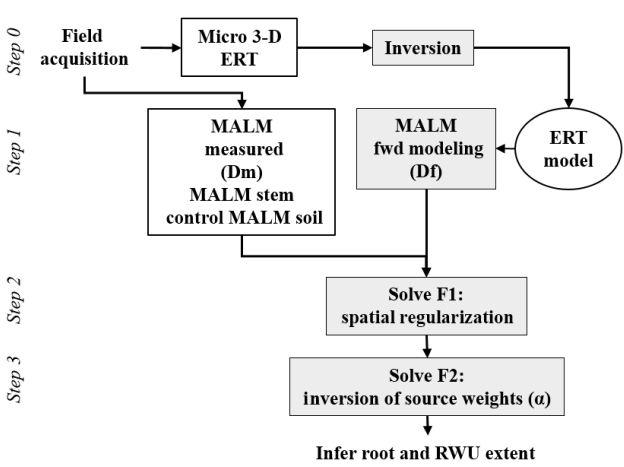 Step 0
Field
acquisition
Micro 3-D
ERT
Inversion
Step 1
MALM
measured
(Dm)
MALM stem
control MALM soil
MALM
fwd modeling
(Df)
ERT
model
Step 2
Solve F1:
spatial regularization
Step 3
Solve F2:
inversion of source weights (α)
Infer root and RWU extent